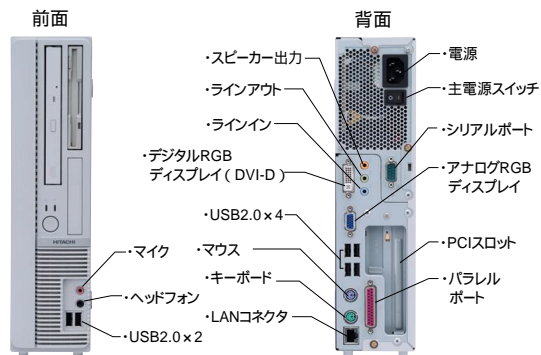 前面
背面
・スピーカー出力
・ラインアウト
・ラインイン
・デジタルRGB
ディスプレイ（DVI-D）
・USB2.0×4
・マウス
・キーボード
・LANコネクタ
・電源
・主電源スイッチ
・シリアルポート
・アナログRGB
ディスプレイ
・PCIスロット
・パラレル
ポート
HITACHI
・マイク
・ヘッドフォン
・USB2.0×2